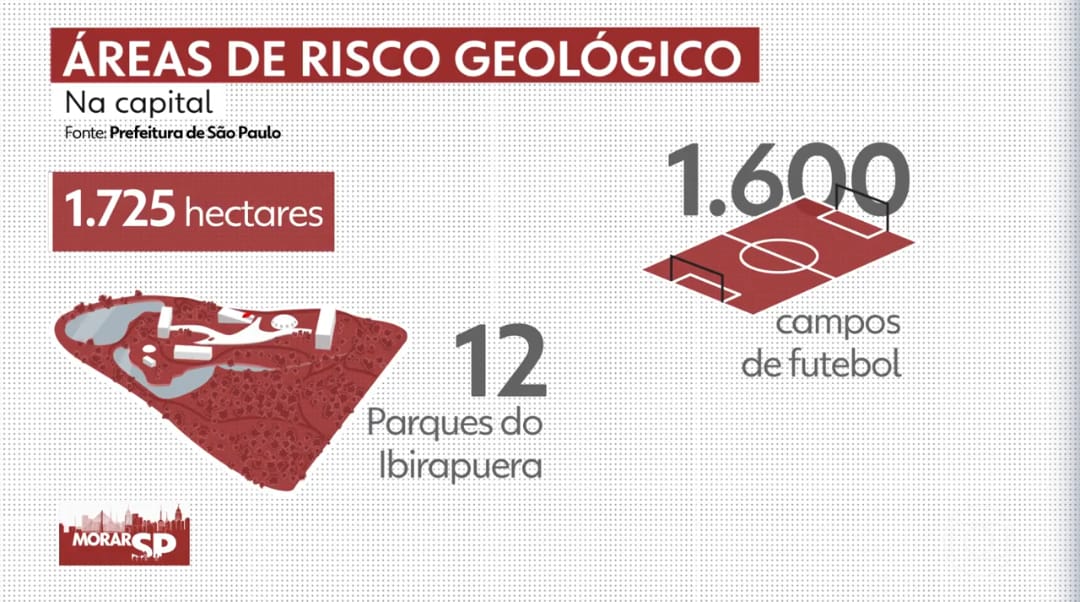 ÁREAS DE RISCO GEOLÓGICO
Na capital
Fonte: Prefeitura de São Paulo
1.725 hectares
1.600
campos
de futebol
12
Parques do
Ibirapuera
MORAR SP